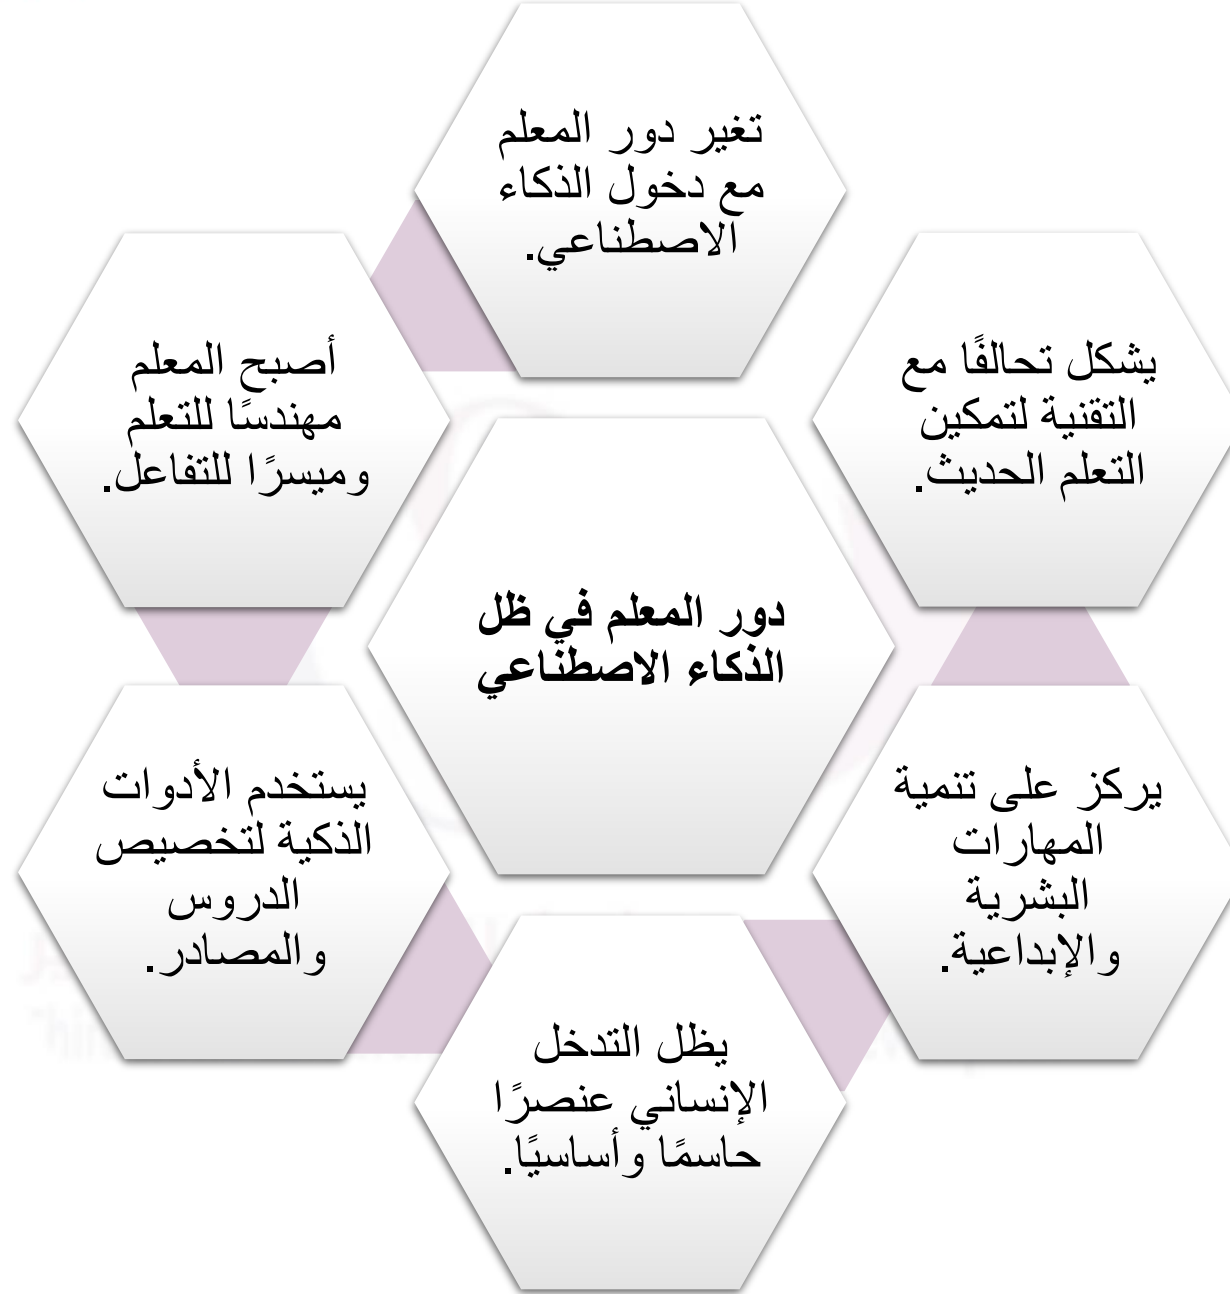 تغير دور المعلم
مع دخول الذكاء
الاصطناعي.
أصبح المعلم
مهندسًا للتعلم
وميسرًا للتفاعل.
يستخدم الأدوات
الذكية لتخصيص
الدروس
والمصادر.
يظل التدخل
الإنساني عنصرًا
حاسمًا وأساسيًا.
يركز على تنمية
المهارات
البشرية
والإبداعية.
يشكل تحالفًا مع
التقنية لتمكين
التعلم الحديث.
دور المعلم في ظل
الذكاء الاصطناعي